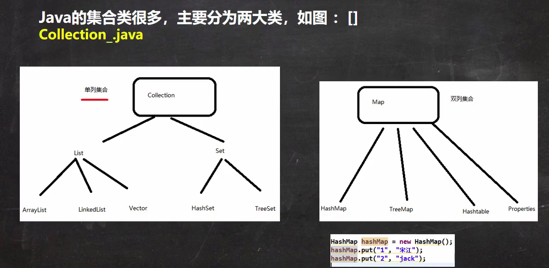 Java的集合类很多，主要分为两大类，如图： []
Collection_.java
单列集合
Collection
List
Set
ArrayList
LinkedList
Vector
HashSet
TreeSet
Map
双列集合
HashMap
TreeMap
Hashtable
Properties
HashMap hashMap = new HashMap();
hashMap.put("1", "宋江");
hashMap.put("2", "jack");